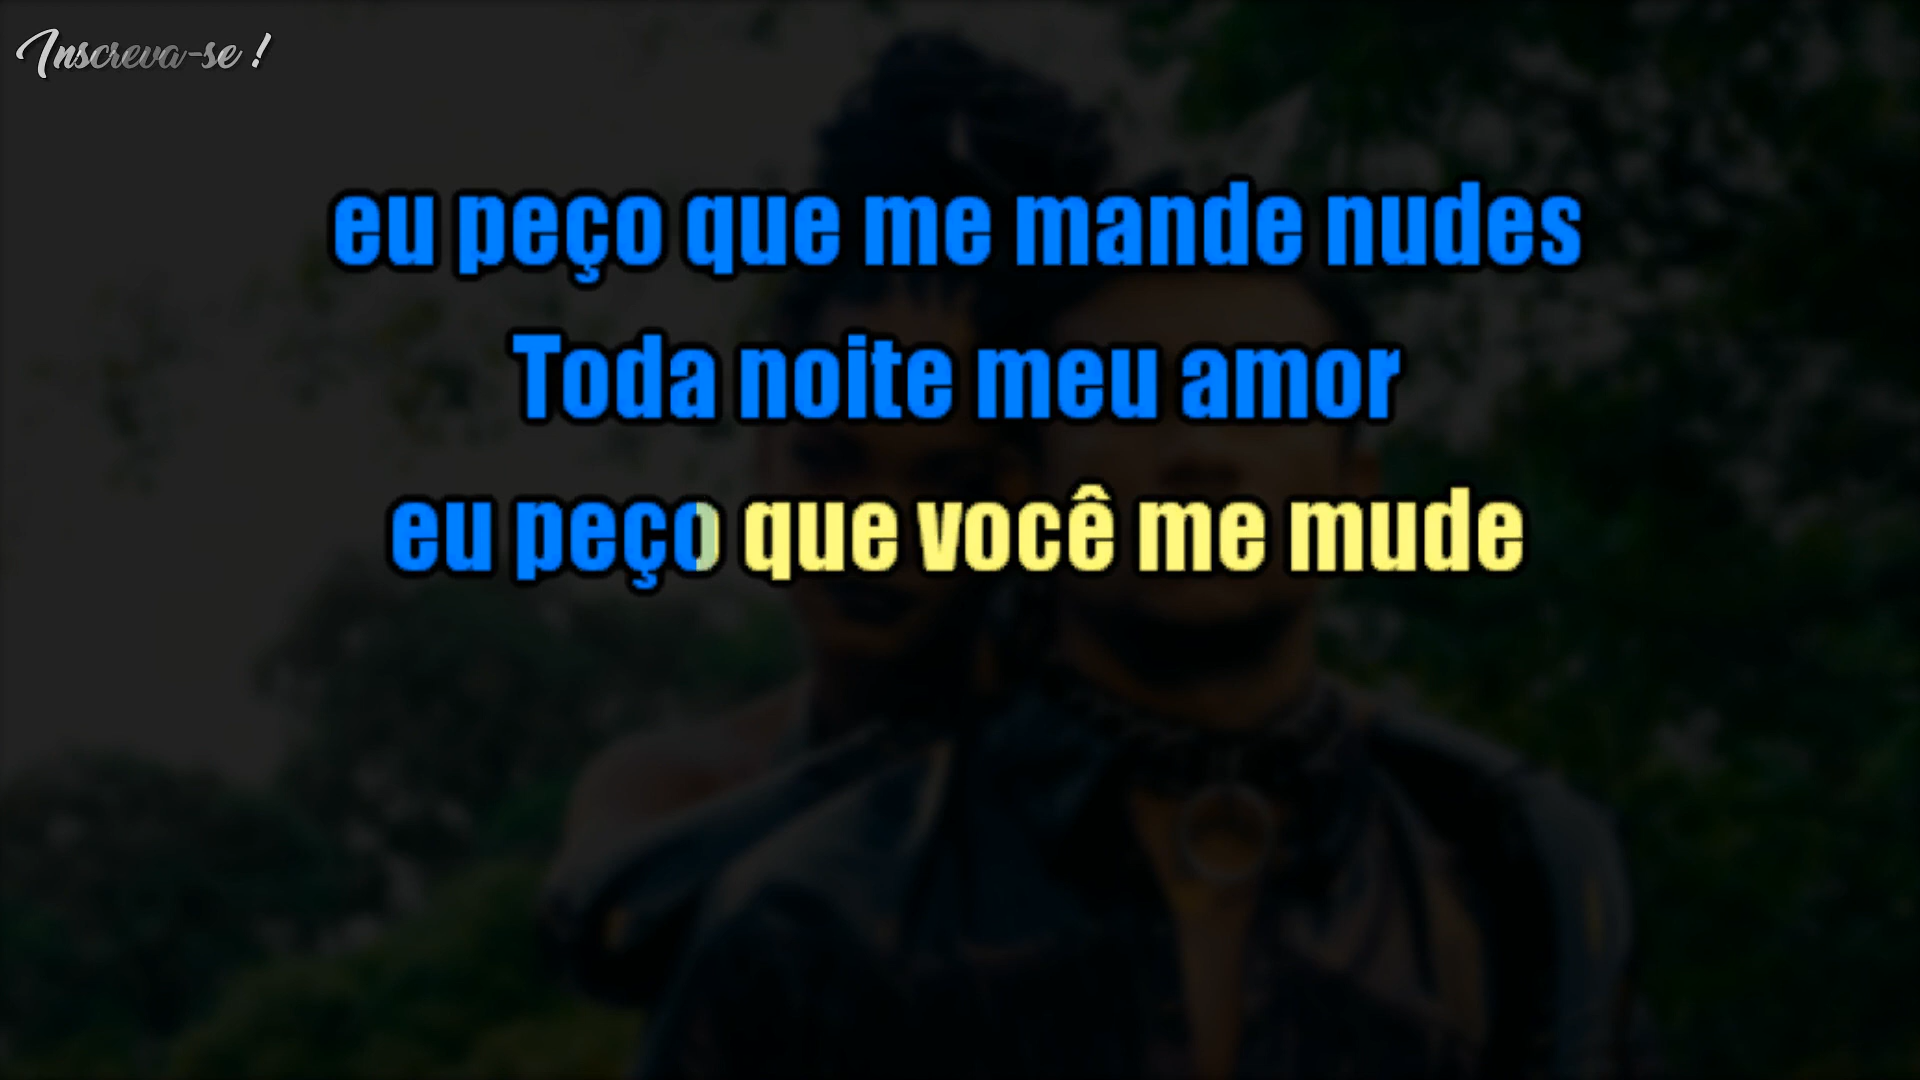 Inscreva-se !
eu peço que me mande nudes
Toda noite meu amor
eu peço que você me mude